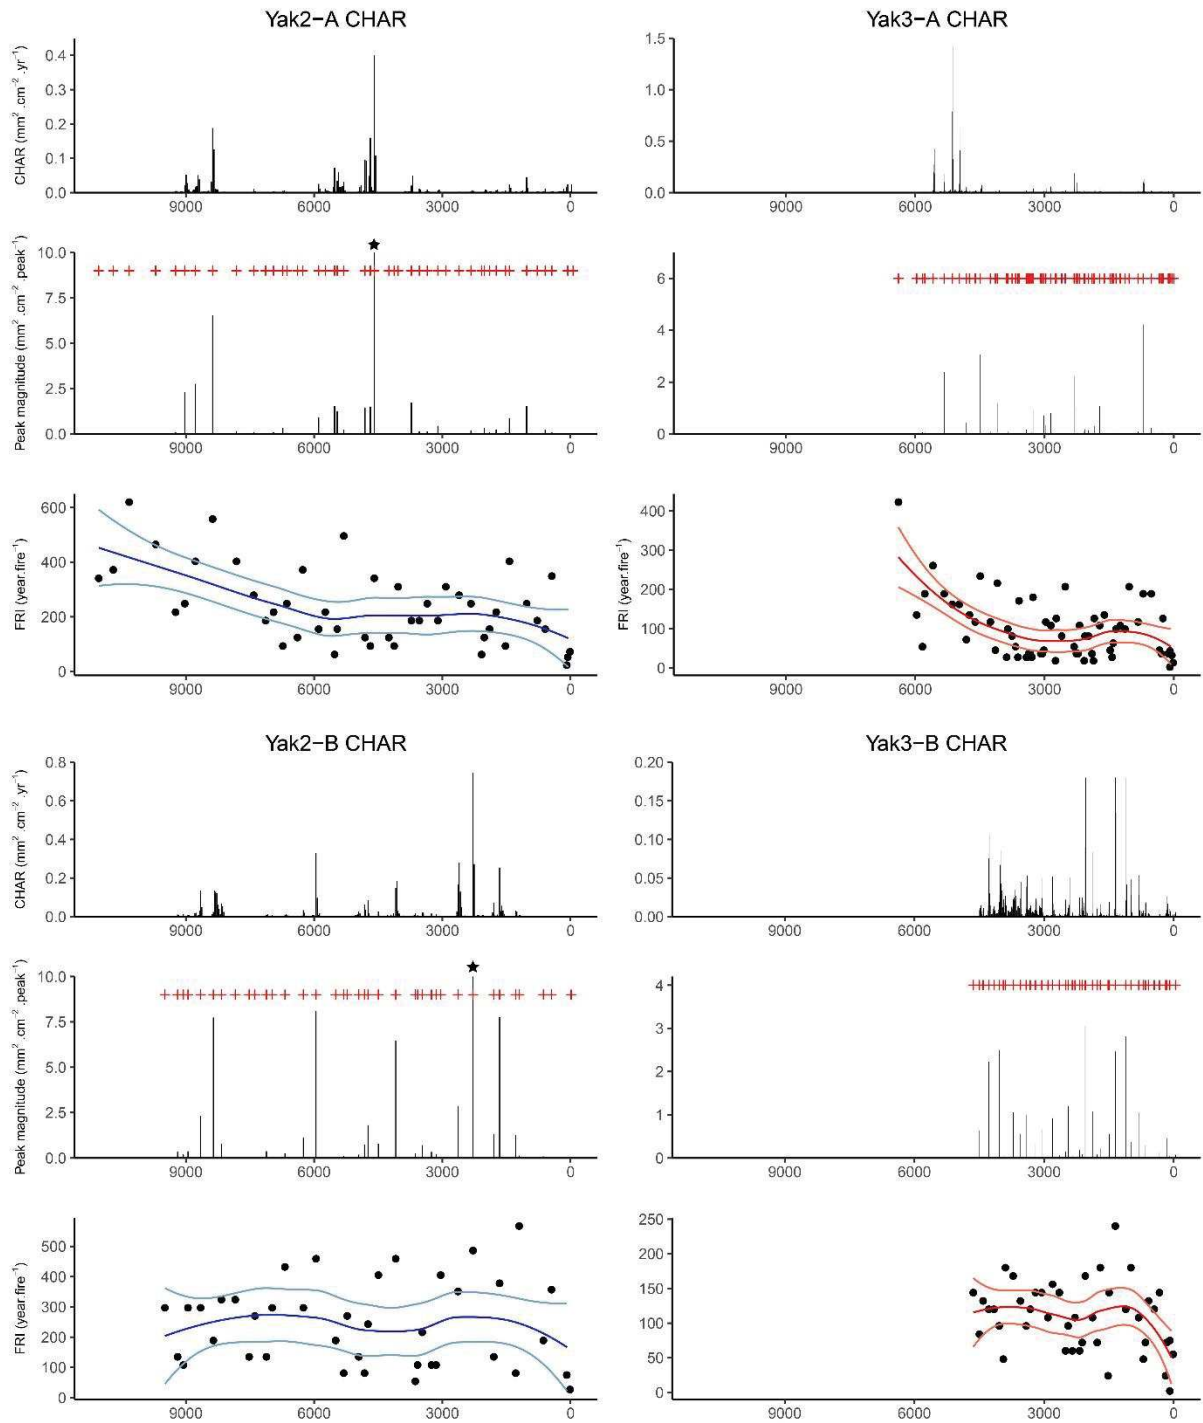 Yak2−A CHAR
CHAR (mm² .cm⁻² .yr⁻¹)
0.4
0.3
0.2
0.1
0.0
9000 6000 3000 0
Peak magnitude (mm² .cm⁻² .peak⁻¹)
10.0
7.5
5.0
2.5
0.0
9000 6000 3000 0
FRI (year.fire⁻¹)
600
400
200
0
9000 6000 3000 0
Yak3−A CHAR
1.5
1.0
0.5
0.0
9000 6000 3000 0
6
4
2
0
9000 6000 3000 0
FRI (year.fire⁻¹)
400
300
200
100
0
9000 6000 3000 0
Yak2−B CHAR
CHAR (mm² .cm⁻² .yr⁻¹)
0.8
0.6
0.4
0.2
0.0
9000 6000 3000 0
Peak magnitude (mm² .cm⁻² .peak⁻¹)
10.0
7.5
5.0
2.5
0.0
9000 6000 3000 0
FRI (year.fire⁻¹)
500
400
300
200
100
0
9000 6000 3000 0
Yak3−B CHAR
0.20
0.15
0.10
0.05
0.00
9000 6000 3000 0
4
3
2
1
0
9000 6000 3000 0
FRI (year.fire⁻¹)
250
200
150
100
50
0
9000 6000 3000 0